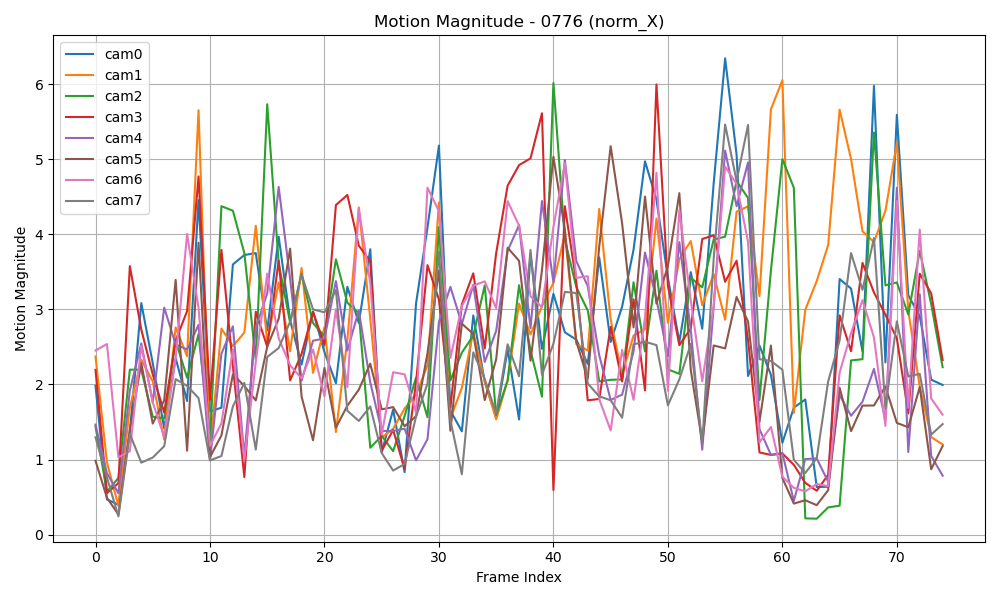 Motion Magnitude - 0776 (norm_X)
cam0
cam1
cam2
cam3
cam4
cam5
cam6
cam7
Motion Magnitude
6
5
4
3
2
1
0
0 10 20 30 40 50 60 70
Frame Index